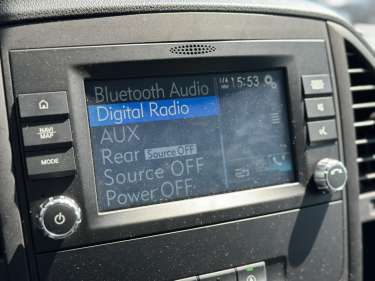 Bluetooth Audio
15:53
Digital Radio
AUX
Rear Source OFF
Source OFF
Power OFF
NAVI
MAP
MODE